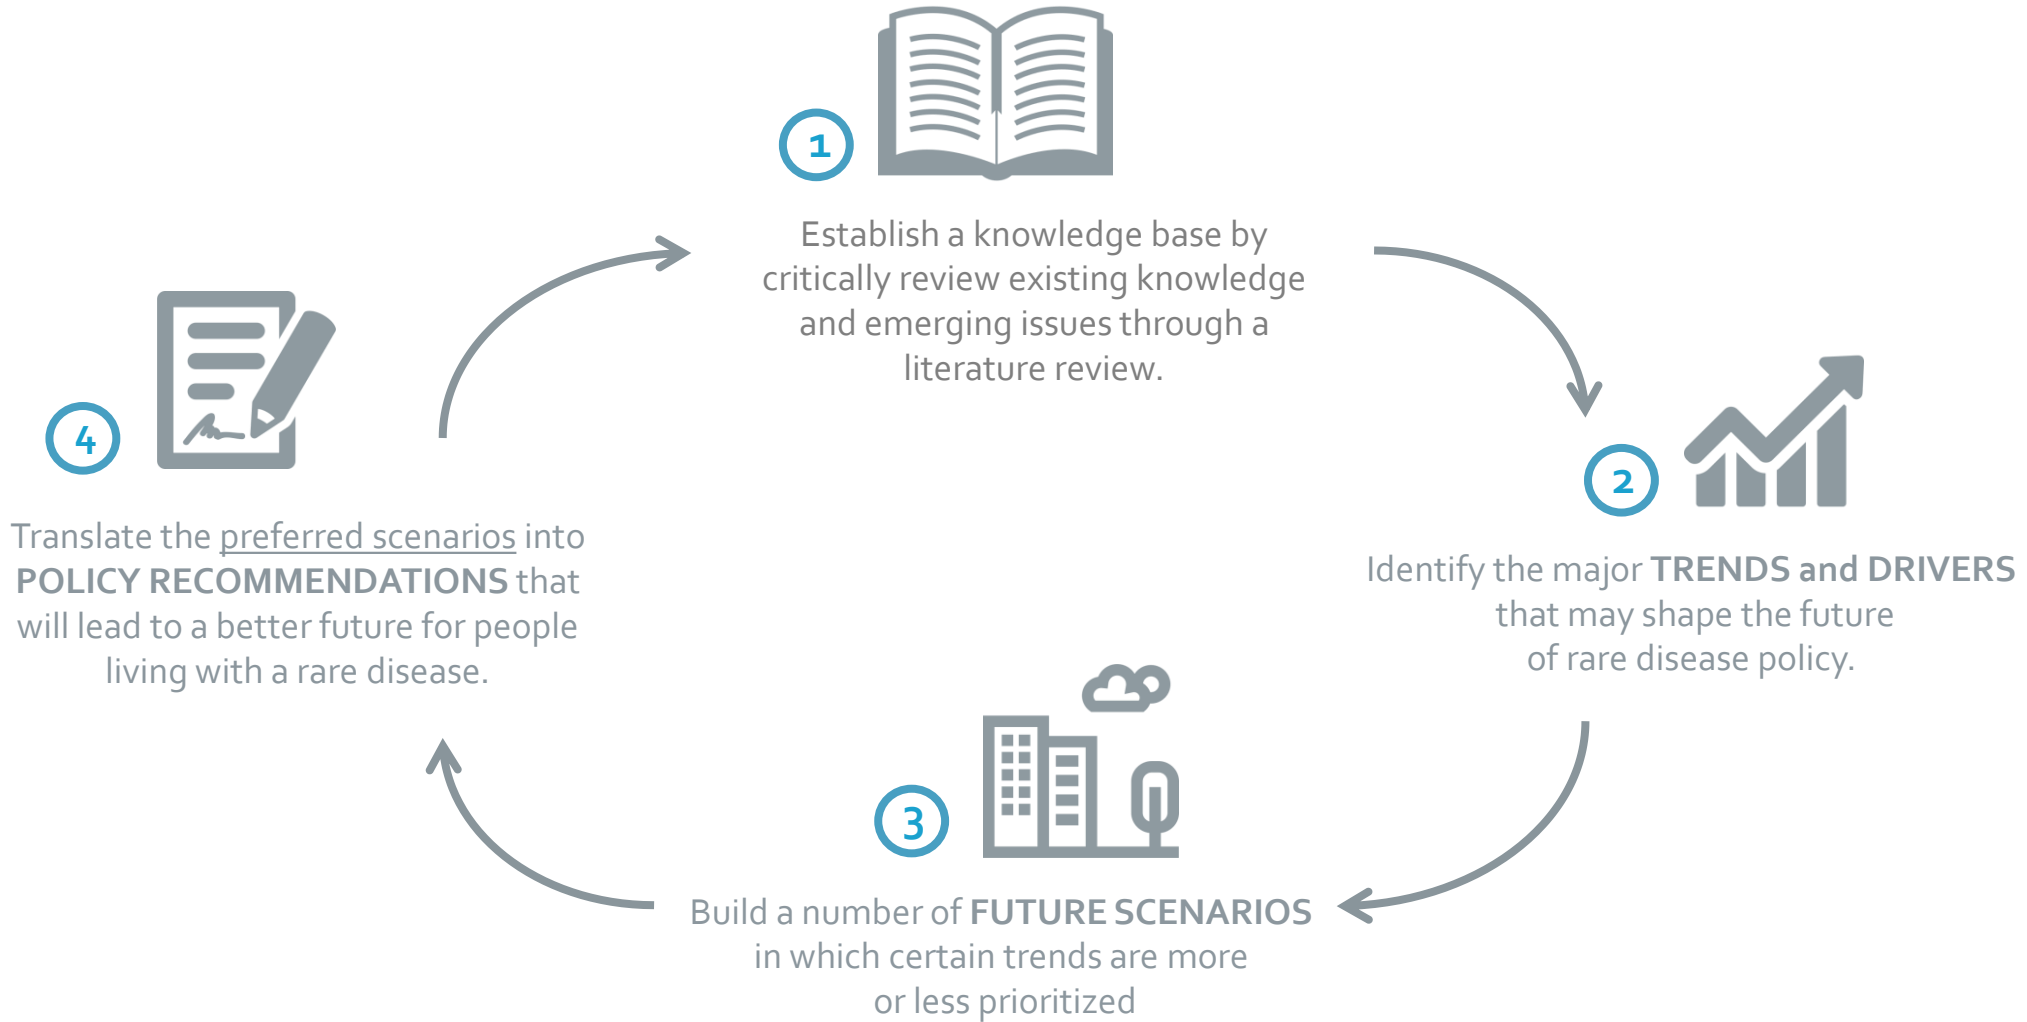 1
Establish a knowledge base by
critically review existing knowledge
and emerging issues through a
literature review.
2
Identify the major TRENDS and DRIVERS
that may shape the future
of rare disease policy.
3
Build a number of FUTURE SCENARIOS
in which certain trends are more
or less prioritized
4
Translate the preferred scenarios into
POLICY RECOMMENDATIONS that
will lead to a better future for people
living with a rare disease.